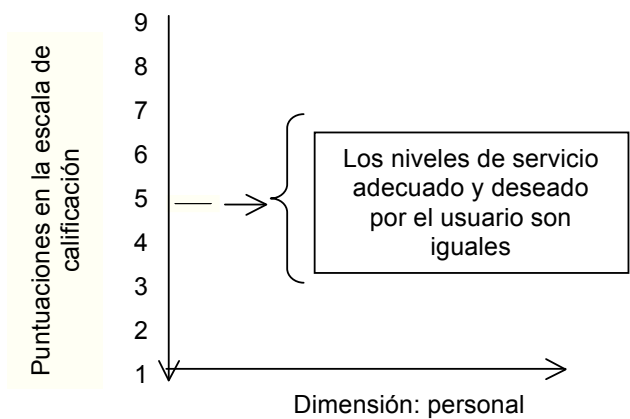 Puntuaciones en la escala de
calificación
9
8
7
6
5
4
3
2
1
Los niveles de servicio
adecuado y deseado
por el usuario son
iguales
Dimensión: personal